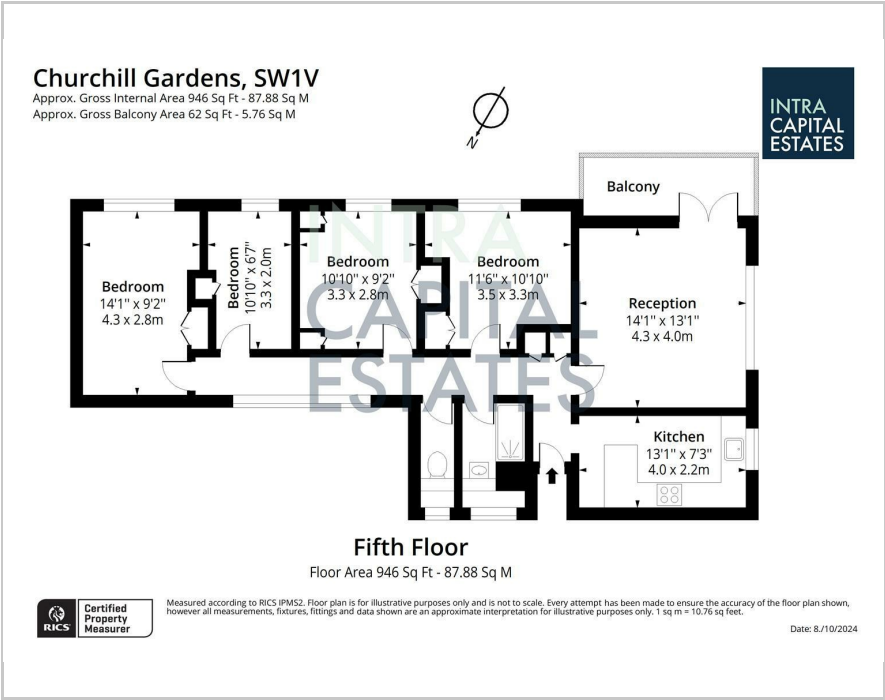 Churchill Gardens, SW1V
Approx. Gross Internal Area 946 Sq Ft - 87.88 Sq M
Approx. Gross Balcony Area 62 Sq Ft - 5.76 Sq M
N
INTRA
CAPITAL
ESTATES
Balcony
Bedroom
14'1" x 9'2"
4.3 x 2.8m
Bedroom
10'10" x 6'7"
3.3 x 2.0m
Bedroom
10'10" x 9'2"
3.3 x 2.8m
Bedroom
11'6" x 10'10"
3.5 x 3.3m
Reception
14'1" x 13'1"
4.3 x 4.0m
INTRA
CAPITAL
ESTATES
Kitchen
13'1" x 7'3"
4.0 x 2.2m
Fifth Floor
Floor Area 946 Sq Ft - 87.88 Sq M
RICS
Certified
Property
Measurer
Measured according to RICS IPMS2. Floor plan is for illustrative purposes only and is not to scale. Every attempt has been made to ensure the accuracy of the floor plan shown,
however all measurements, fixtures, fittings and data shown are an approximate interpretation for illustrative purposes only. 1 sq m = 10.76 sq feet.
Date: 8./10/2024